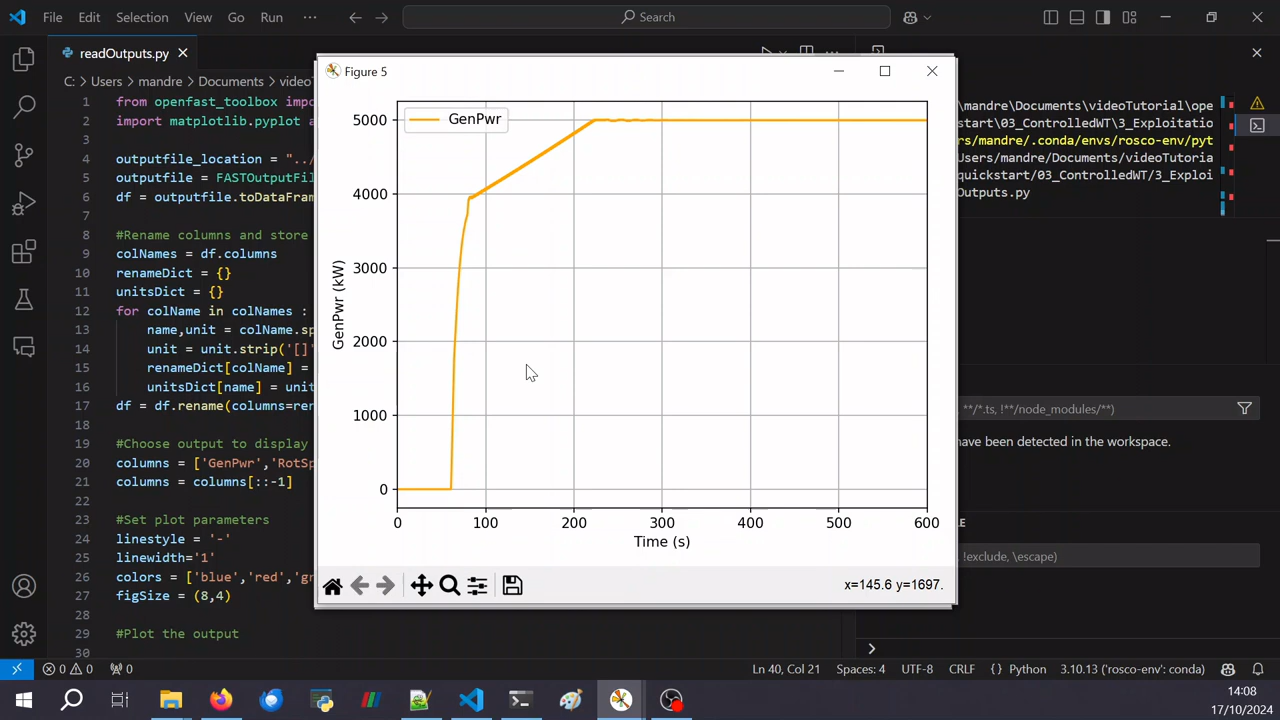 File Edit Selection View Go Run ··· Search
readOutputs.py
C: > Users > mandre > Documents > video
1 from openfast_toolbox impo
2 import matplotlib.pyplot a
3
4 outputfile_location = "../
5 outputfile = FASTOutputFil
6 df = outputfile.toDataFram
7
8 #Rename columns and store
9 colNames = df.columns
10 renameDict = {}
11 unitsDict = {}
12 for colName in colNames :
13 name,unit = colName.sp
14 unit = unit.strip('[]'
15 renameDict[colName] =
16 unitsDict[name] = unit
17 df = df.rename(columns=ren
18
19 #Choose output to display
20 columns = ['GenPwr','RotSp
21 columns = columns[::-1]
22
23 #Set plot parameters
24 linestyle = '-'
25 linewidth='1'
26 colors = ['blue','red','gr
27 figSize = (8,4)
28
29 #Plot the output
30
Figure 5
GenPwr
5000
4000
3000
2000
1000
0
GenPwr (kW)
0 100 200 300 400 500 600
Time (s)
x=145.6 y=1697.
\mandre\Documents\videoTutorial\ope
start\03_ControlledWT\3_Exploitatio
rs/mandre/.conda/envs/rosco-env/pyt
Users/mandre/Documents/videoTutoria
quickstart/03_ControlledWT/3_Exploi
Outputs.py
**/*.ts, !**/node_modules/**)
have been detected in the workspace.
LE
!exclude, \escape)
>
0 0 0 Ln 40, Col 21 Spaces: 4 UTF-8 CRLF {} Python 3.10.13 ('rosco-env': conda)
14:08
17/10/2024